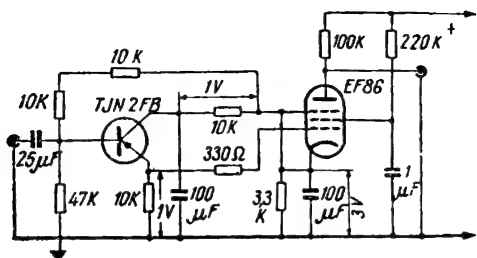 100K
220K
+
10 K
1V
EF86
10K
TJN 2FB
10K
25µF
330Ω
47K
10K
1V
100
µF
3,3
K
100
µF
3V
1
µF